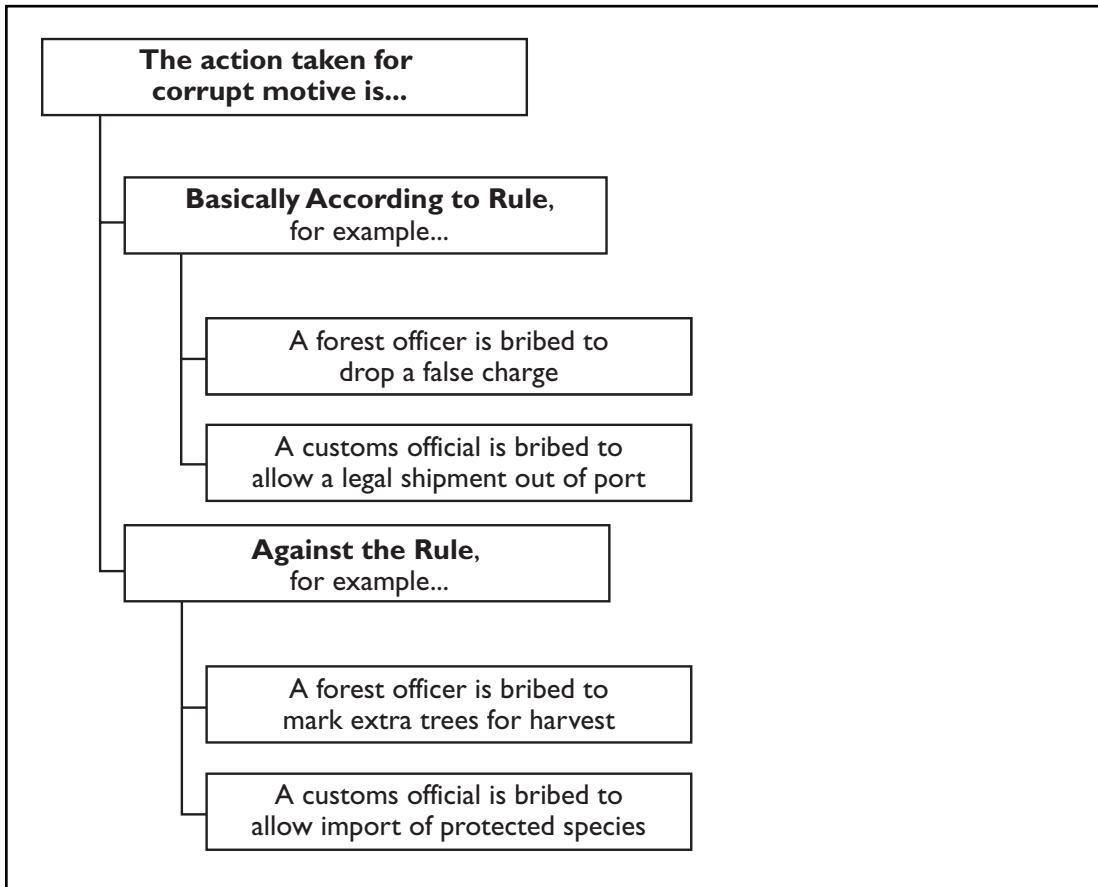 The action taken for
corrupt motive is...
Basically According to Rule,
for example...
A forest officer is bribed to
drop a false charge
A customs official is bribed to
allow a legal shipment out of port
Against the Rule,
for example...
A forest officer is bribed to
mark extra trees for harvest
A customs official is bribed to
allow import of protected species